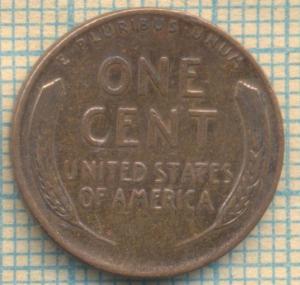 E·PLURIBUS·UNUM
ONE
CENT
UNITED STATES
OF AMERICA